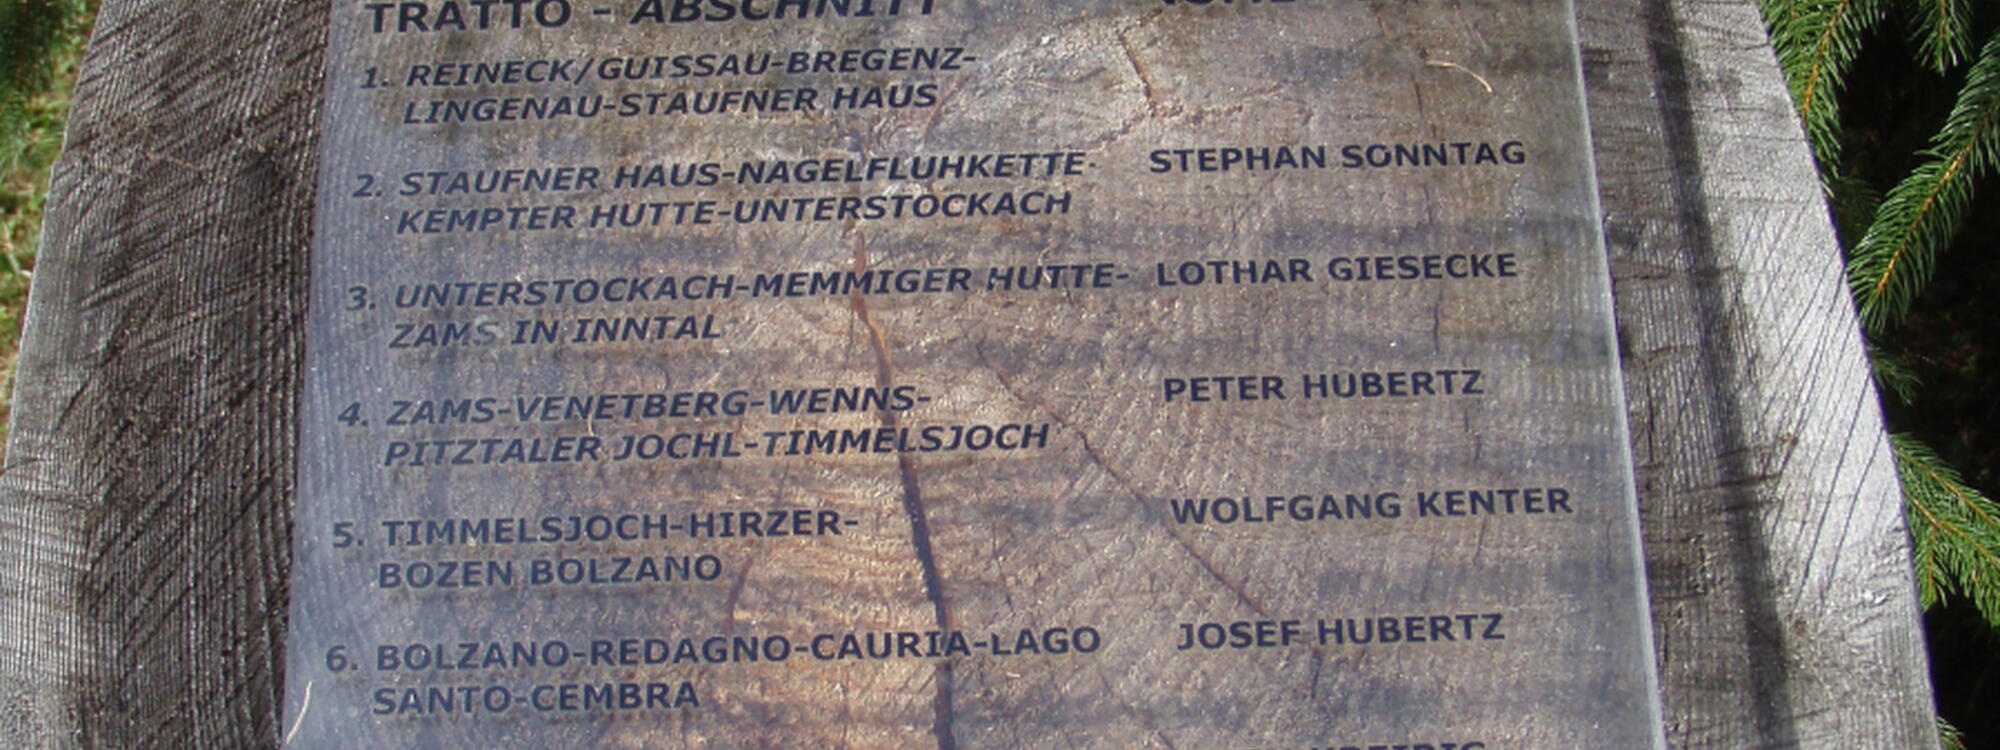 TRATTO - ABSCHNITT
1. REINECK/GUISSAU-BREGENZ-
LINGENAU-STAUFNER HAUS
2. STAUFNER HAUS-NAGELFLUHKETTE- STEPHAN SONNTAG
KEMPTER HUTTE-UNTERSTOCKACH
3. UNTERSTOCKACH-MEMMIGER HUTTE- LOTHAR GIESECKE
ZAMS IN INNTAL
4. ZAMS-VENETBERG-WENNS- PETER HUBERTZ
PITZTALER JOCHL-TIMMELSJOCH
5. TIMMELSJOCH-HIRZER- WOLFGANG KENTER
BOZEN BOLZANO
6. BOLZANO-REDAGNO-CAURIA-LAGO JOSEF HUBERTZ
SANTO-CEMBRA